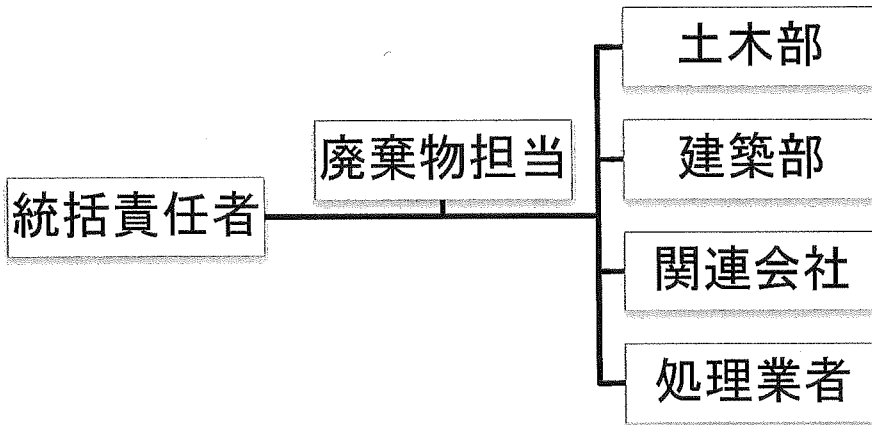 統括責任者
廃棄物担当
土木部
建築部
関連会社
処理業者